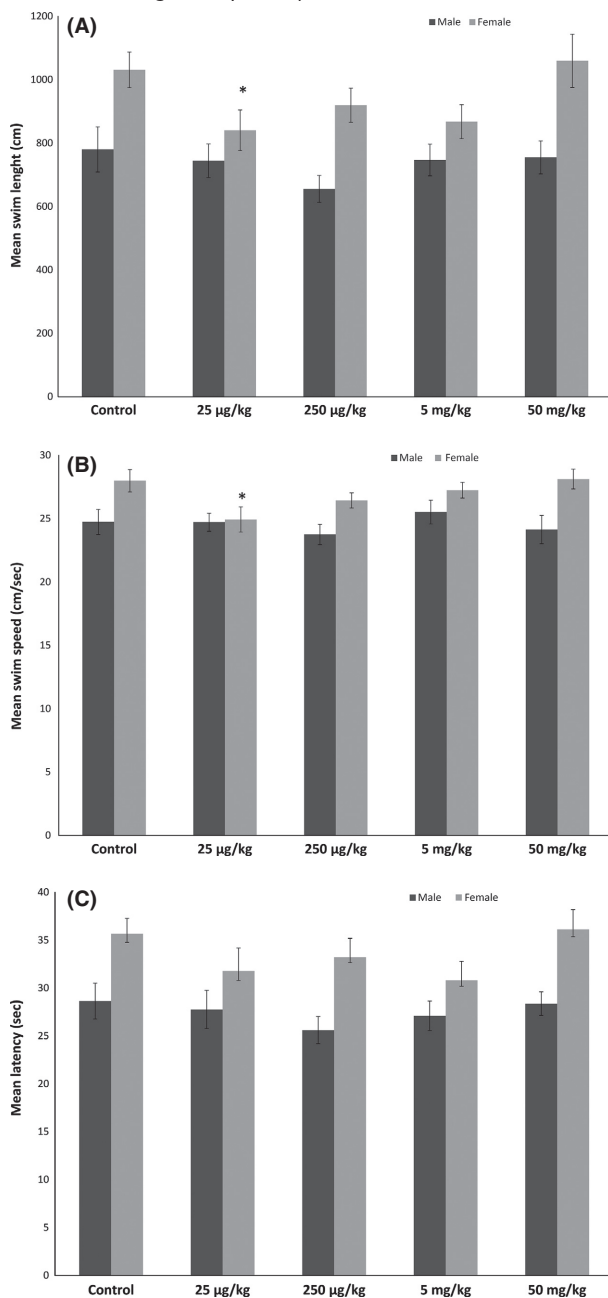 (A)
Male Female
Mean swim lenght (cm)
1200
1000
800
600
400
200
0
*
Control 25 µg/kg 250 µg/kg 5 mg/kg 50 mg/kg
(B)
Male Female
Mean swim speed (cm/sec)
30
25
20
15
10
5
0
*
Control 25 µg/kg 250 µg/kg 5 mg/kg 50 mg/kg
(C)
Male Female
Mean latency (sec)
40
35
30
25
20
15
10
5
0
Control 25 µg/kg 250 µg/kg 5 mg/kg 50 mg/kg